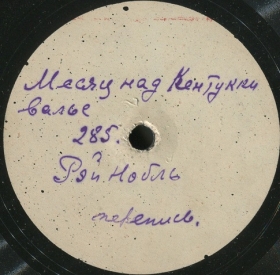 Месяц над Кентукки
вальс
285.
Рэй Нобль
перепись.